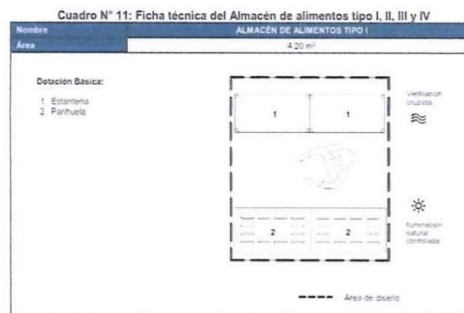 Cuadro N° 11: Ficha técnica del Almacén de alimentos tipo I, II, III y IV
Nombre ALMACÉN DE ALIMENTOS TIPO I
Área 4.20 m²
Dotación Básica:
1 Estantería
2 Parihuela
1 1
Ventilación
cruzada
2 2
Iluminación
natural
controlada
Área de diseño